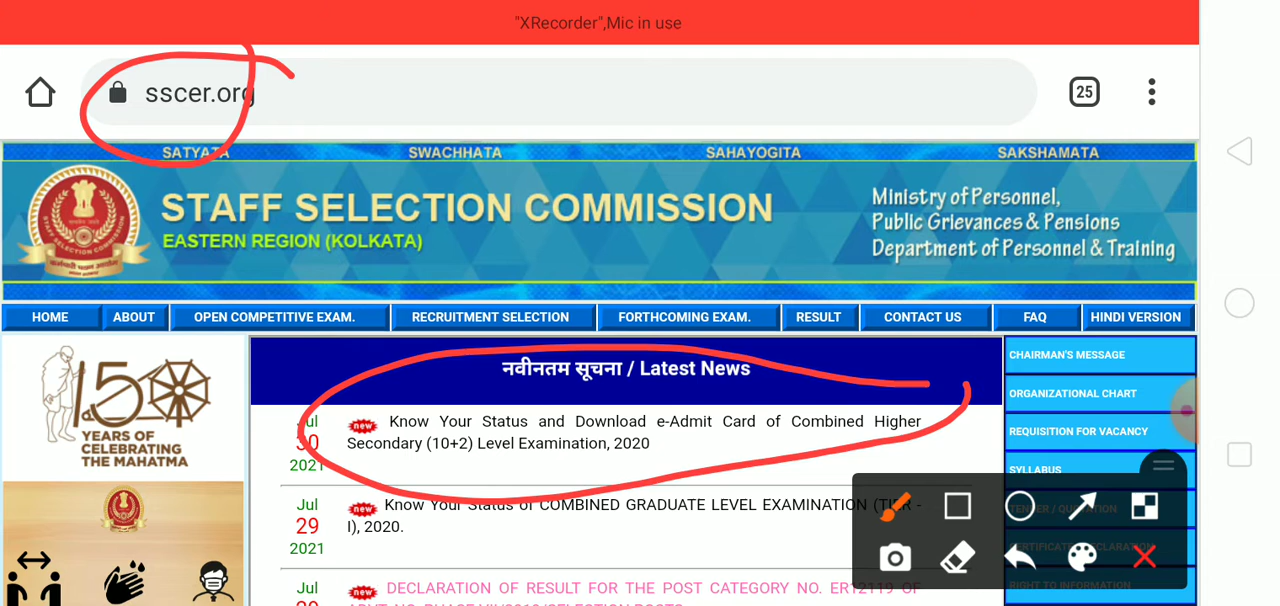 "XRecorder",Mic in use
sscer.org
25
SATYATA SWACHHATA SAHAYOGITA SAKSHAMATA
STAFF SELECTION COMMISSION
EASTERN REGION (KOLKATA)
Ministry of Personnel,
Public Grievances & Pensions
Department of Personnel & Training
HOME ABOUT OPEN COMPETITIVE EXAM. RECRUITMENT SELECTION FORTHCOMING EXAM. RESULT CONTACT US FAQ HINDI VERSION
150
YEARS OF
CELEBRATING
THE MAHATMA
नवीनतम सूचना / Latest News
Jul
30
2021
new Know Your Status and Download e-Admit Card of Combined Higher
Secondary (10+2) Level Examination, 2020
Jul
29
2021
new Know Your Status of COMBINED GRADUATE LEVEL EXAMINATION (TIER -
I), 2020.
Jul
new DECLARATION OF RESULT FOR THE POST CATEGORY NO. ER12119 OF
CHAIRMAN'S MESSAGE
ORGANIZATIONAL CHART
REQUISITION FOR VACANCY
SYLLABUS
RIGHT TO INFORMATION